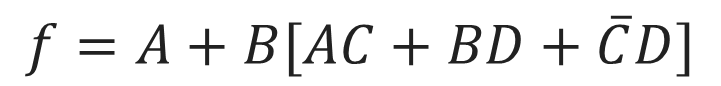 f = A + B[AC + BD + C̄D]